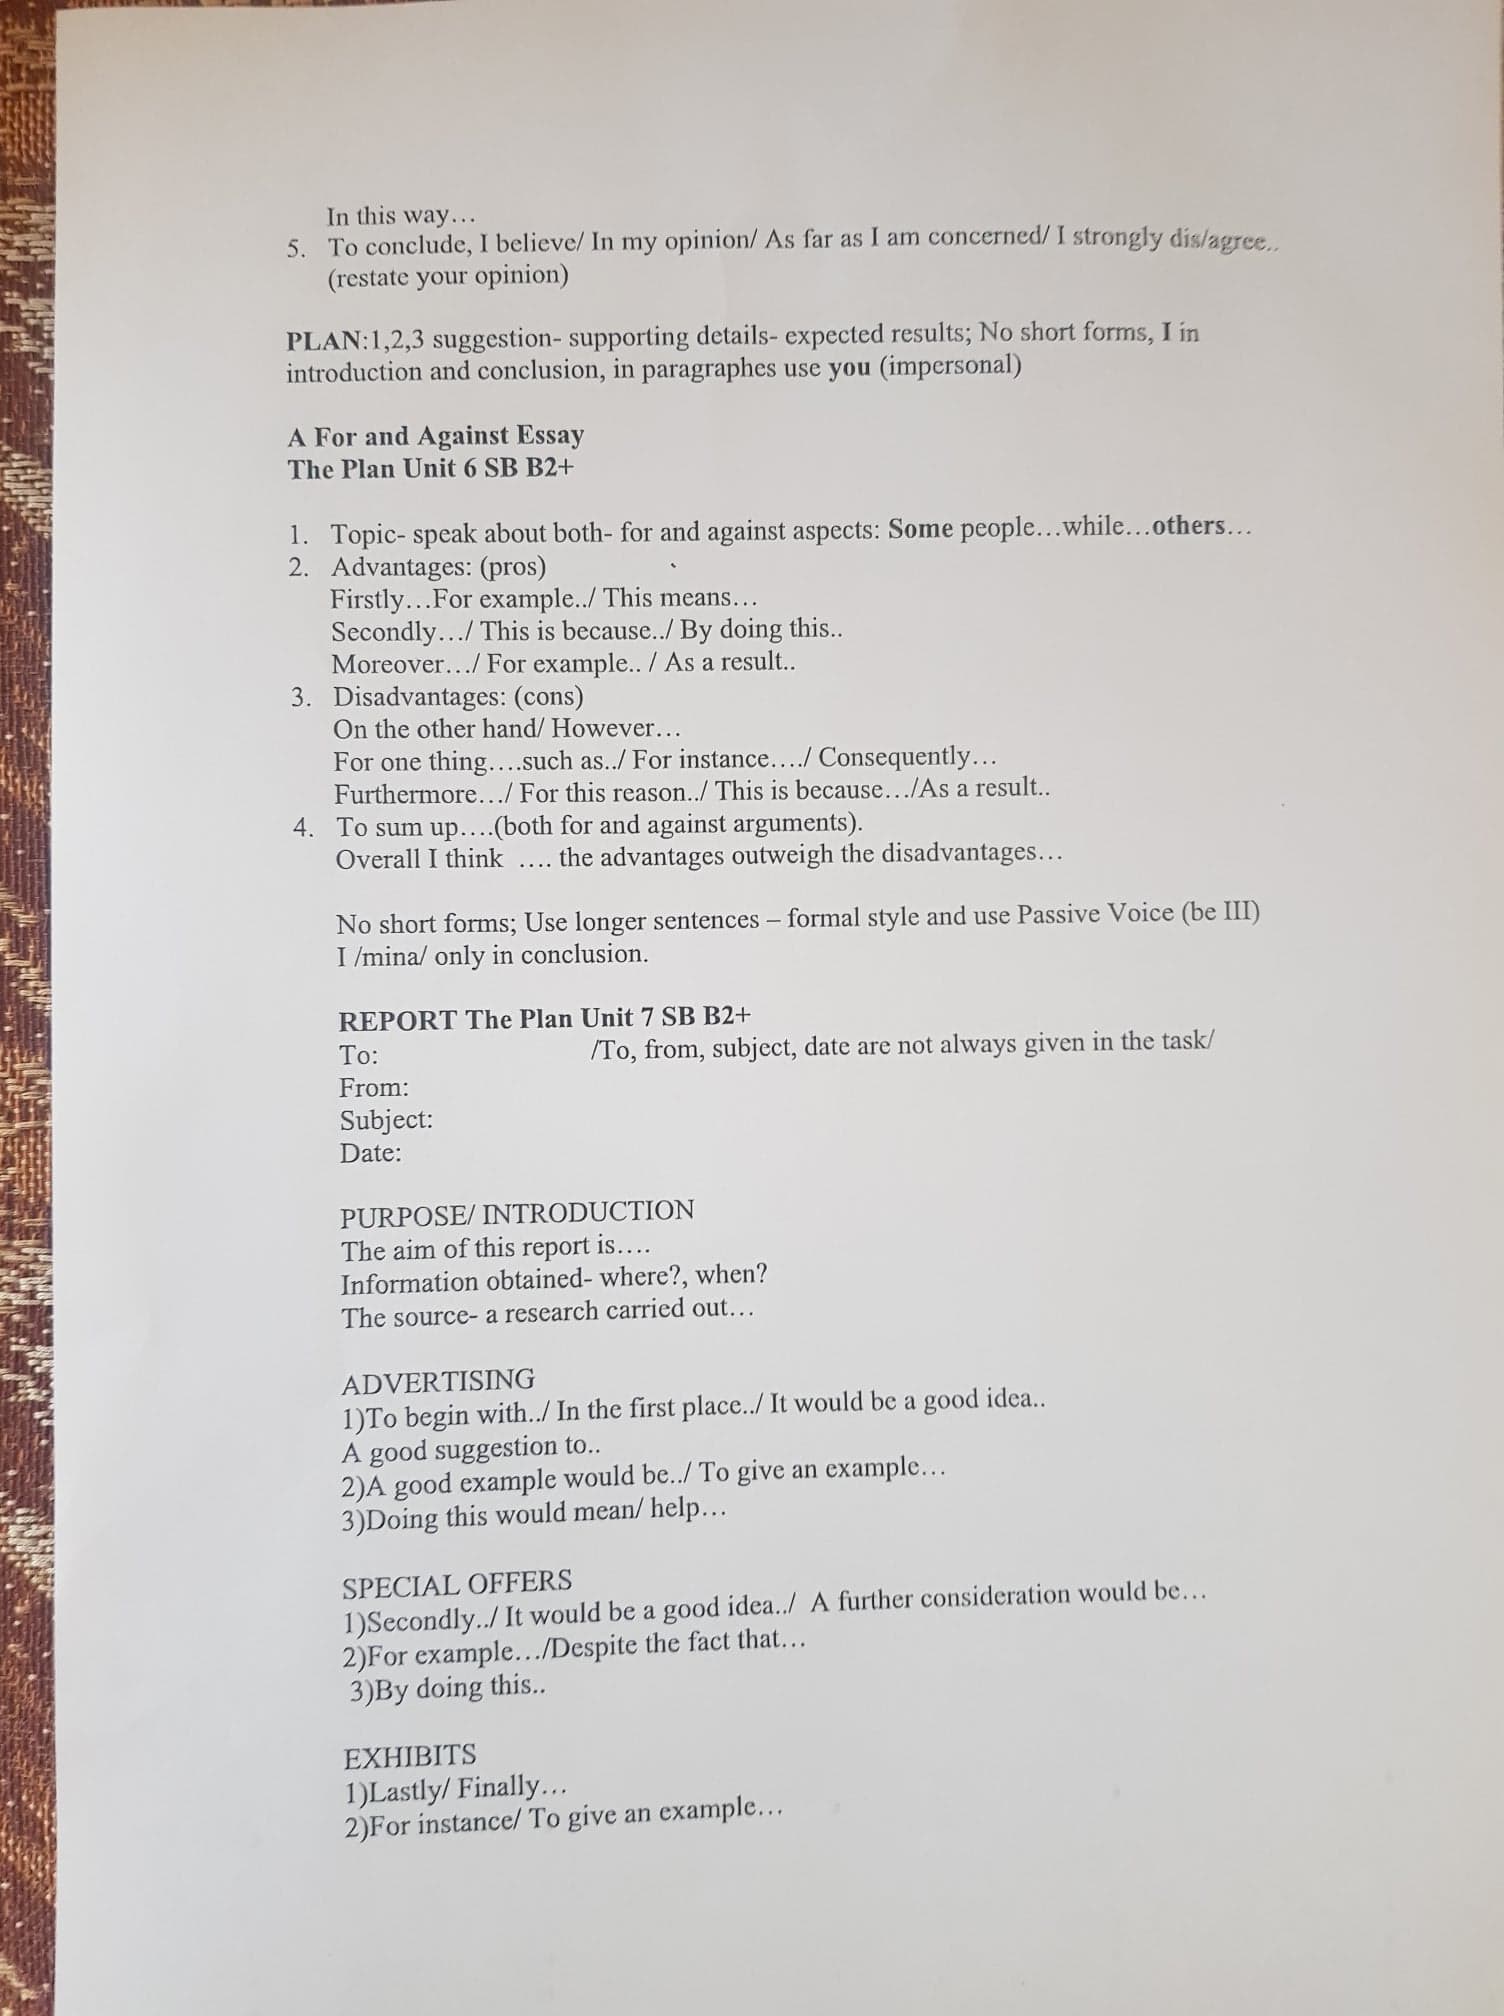 In this way…
5. To conclude, I believe/ In my opinion/ As far as I am concerned/ I strongly dis/agree..
(restate your opinion)
PLAN:1,2,3 suggestion- supporting details- expected results; No short forms, I in
introduction and conclusion, in paragraphes use you (impersonal)
A For and Against Essay
The Plan Unit 6 SB B2+
1. Topic- speak about both- for and against aspects: Some people…while…others…
2. Advantages: (pros)
Firstly…For example../ This means…
Secondly…/ This is because../ By doing this..
Moreover…/ For example.. / As a result..
3. Disadvantages: (cons)
On the other hand/ However…
For one thing….such as../ For instance…./ Consequently…
Furthermore…/ For this reason../ This is because…/As a result..
4. To sum up….(both for and against arguments).
Overall I think …. the advantages outweigh the disadvantages…
No short forms; Use longer sentences – formal style and use Passive Voice (be III)
I /mina/ only in conclusion.
REPORT The Plan Unit 7 SB B2+
To: /To, from, subject, date are not always given in the task/
From:
Subject:
Date:
PURPOSE/ INTRODUCTION
The aim of this report is….
Information obtained- where?, when?
The source- a research carried out…
ADVERTISING
1)To begin with../ In the first place../ It would be a good idea..
A good suggestion to..
2)A good example would be../ To give an example…
3)Doing this would mean/ help…
SPECIAL OFFERS
1)Secondly../ It would be a good idea../ A further consideration would be…
2)For example…/Despite the fact that…
3)By doing this..
EXHIBITS
1)Lastly/ Finally…
2)For instance/ To give an example…